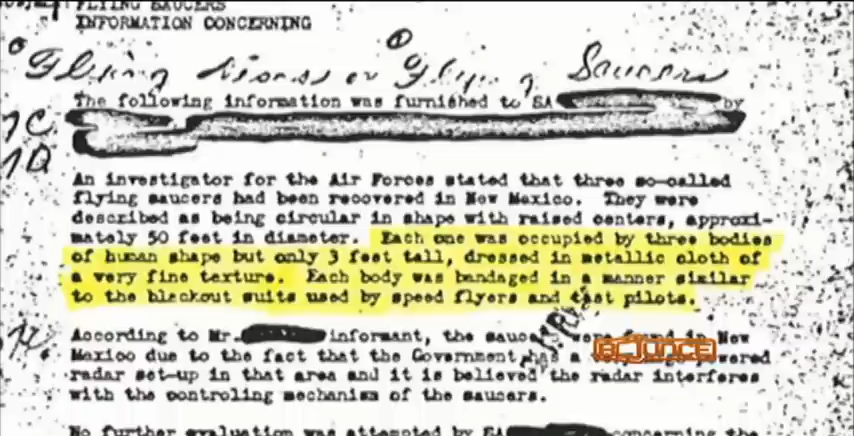 FLYING SAUCERS
INFORMATION CONCERNING
Flying Discs or Flying Saucers
The following information was furnished to SA by
7C
7D
An investigator for the Air Forces stated that three so-called
flying saucers had been recovered in New Mexico. They were
described as being circular in shape with raised centers, approxi-
mately 50 feet in diameter. Each one was occupied by three bodies
of human shape but only 3 feet tall, dressed in metallic cloth of
a very fine texture. Each body was bandaged in a manner similar
to the blackout suits used by speed flyers and test pilots.
According to Mr. informant, the were found in New
Mexico due to the fact that the Government has a powered
radar set-up in that area and it is believed the radar interferes
with the controling mechanism of the saucers.
No further evaluation was attempted by SA concerning the